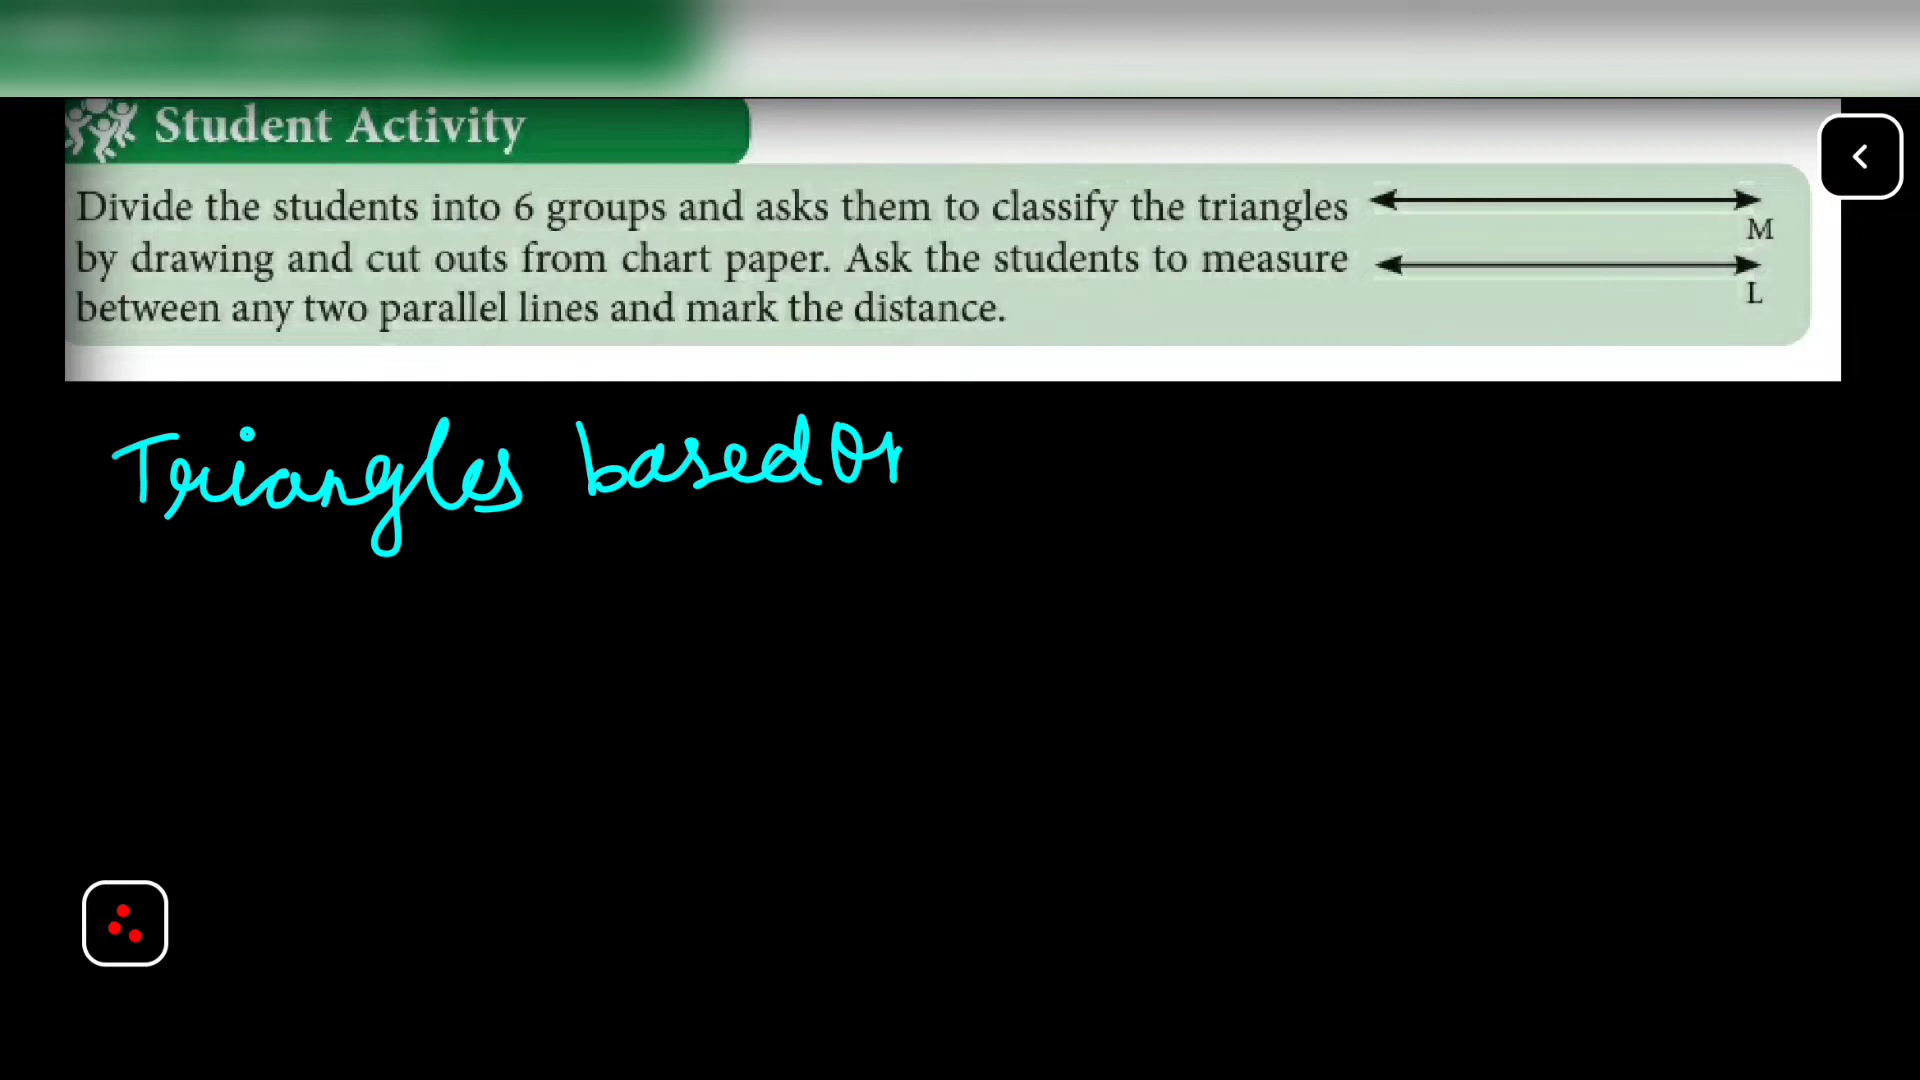 Student Activity
Divide the students into 6 groups and asks them to classify the triangles
by drawing and cut outs from chart paper. Ask the students to measure
between any two parallel lines and mark the distance.
M
L
Triangles based on